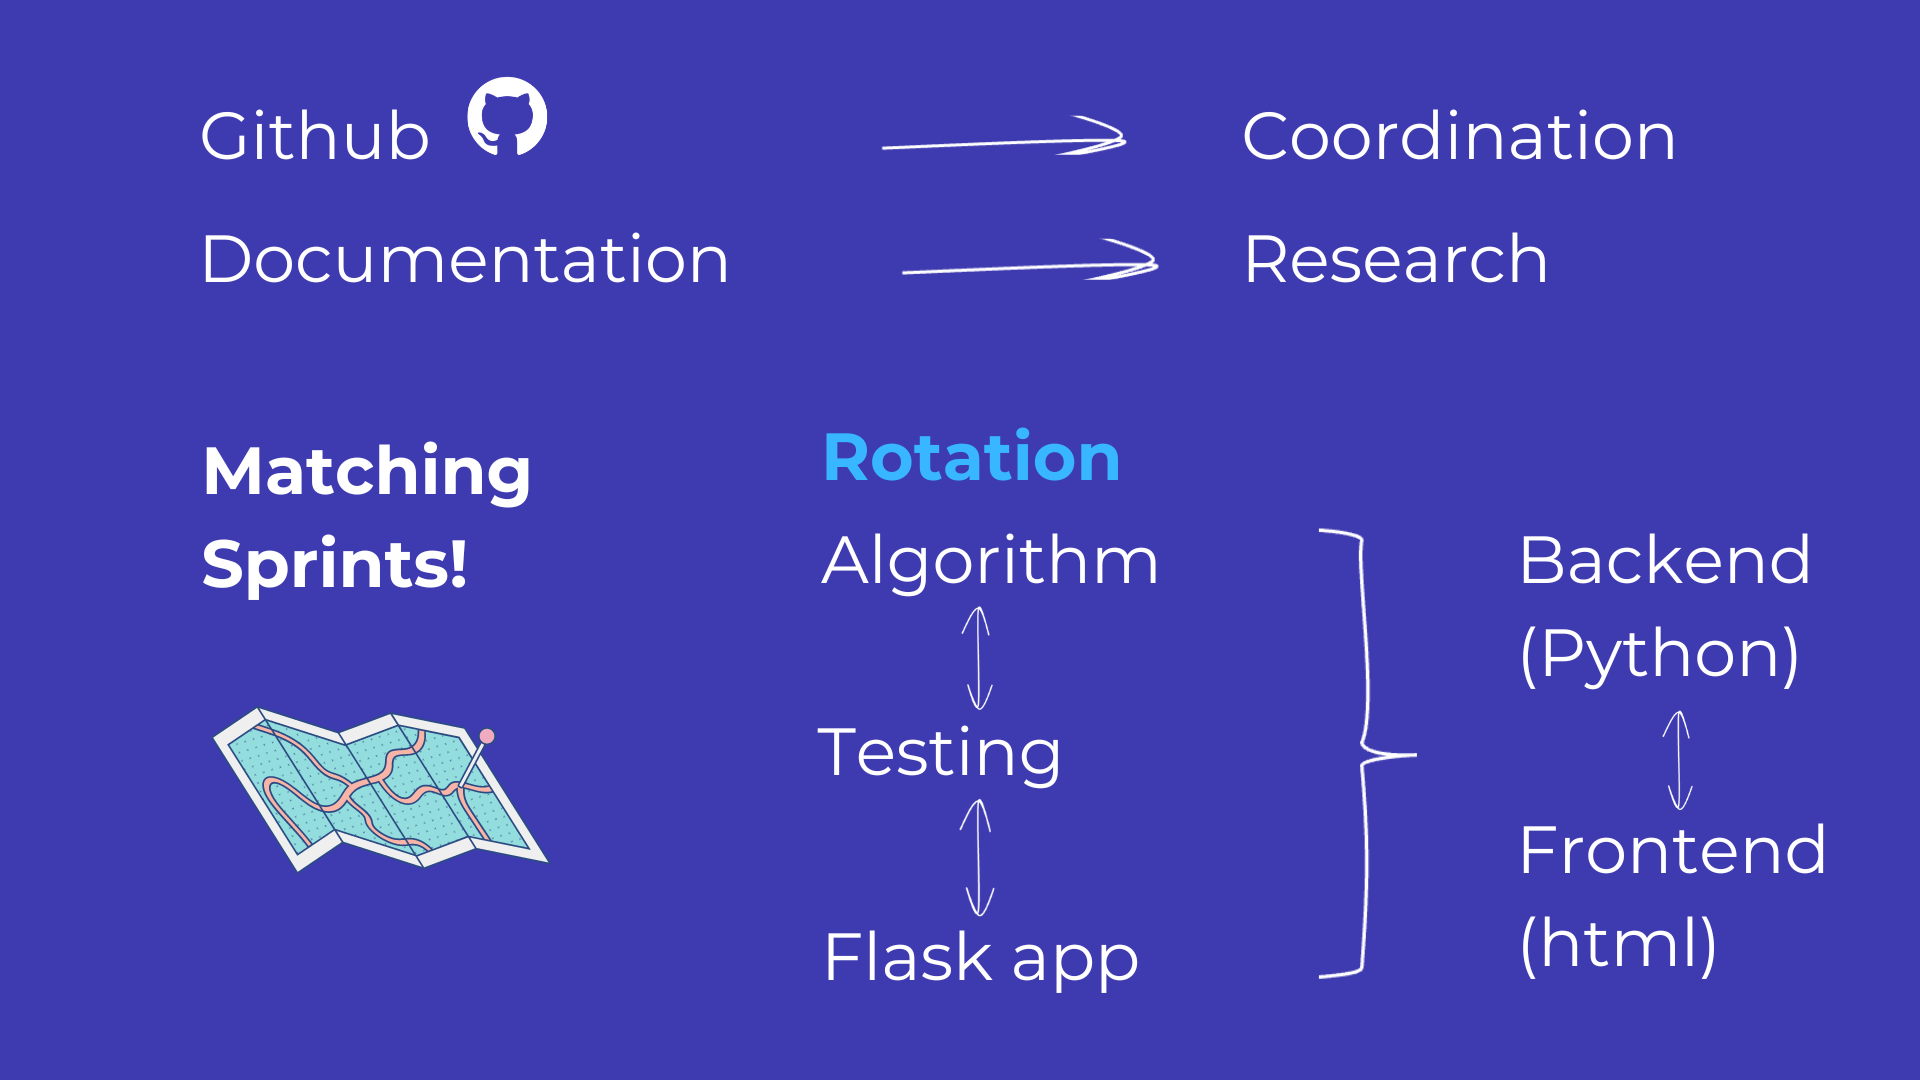 Github
Coordination
Documentation
Research
Matching
Sprints!
Rotation
Algorithm
Testing
Flask app
Backend
(Python)
Frontend
(html)